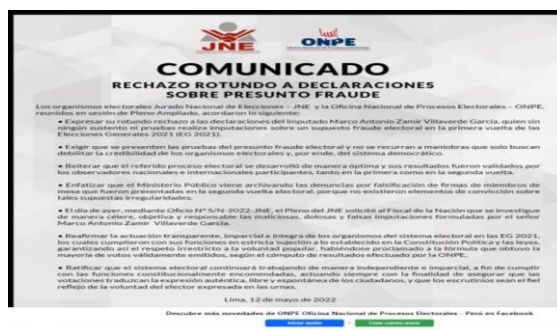 JNE
ONPE
COMUNICADO
RECHAZO ROTUNDO A DECLARACIONES
SOBRE PRESUNTO FRAUDE
Los organismos electorales Jurado Nacional de Elecciones – JNE y la Oficina Nacional de Procesos Electorales – ONPE,
reunidos en sesión de Pleno Ampliado, acordaron lo siguiente:
• Expresar su rotundo rechazo a las declaraciones del imputado Marco Antonio Zamir Villaverde García, quien sin
ningún sustento ni pruebas realiza imputaciones sobre un supuesto fraude electoral en la primera vuelta de las
Elecciones Generales 2021 (EG 2021).
• Exigir que se presenten las pruebas del presunto fraude electoral y no se recurran a maniobras que solo buscan
debilitar la credibilidad de los organismos electorales y, por ende, del sistema democrático.
• Reiterar que el referido proceso electoral se desarrolló de manera óptima y sus resultados fueron validados por
los observadores nacionales e internacionales participantes, tanto en la primera como en la segunda vuelta.
• Enfatizar que el Ministerio Público viene archivando las denuncias por falsificación de firmas de miembros de
mesa que fueron presentadas en la segunda vuelta electoral, porque no existieron elementos de convicción sobre
tales supuestas irregularidades.
• El día de ayer, mediante Oficio N° S/N-2022-JNE, el Pleno del JNE solicitó al Fiscal de la Nación que se investigue
de manera célere, objetiva y responsable las maliciosas, dolosas y falsas imputaciones formuladas por el señor
Marco Antonio Zamir Villaverde García.
• Reafirmar la actuación transparente, imparcial e íntegra de los organismos del sistema electoral en las EG 2021,
los cuales cumplieron con sus funciones en estricta sujeción a lo establecido en la Constitución Política y las leyes,
garantizando así el respeto irrestricto a la voluntad popular, habiéndose proclamado a la fórmula que obtuvo la
mayoría de votos válidamente emitidos, según el cómputo de resultados efectuado por la ONPE.
• Ratificar que el sistema electoral continuará trabajando de manera independiente e imparcial, a fin de cumplir
con las funciones constitucionalmente encomendadas, actuando siempre con la finalidad de asegurar que las
votaciones traduzcan la expresión auténtica, libre y espontánea de los ciudadanos, y que los escrutinios sean el fiel
reflejo de la voluntad del elector expresada en las urnas.
Lima, 12 de mayo de 2022
Descubre más novedades de ONPE Oficina Nacional de Procesos Electorales - Perú en Facebook
Iniciar sesión
Crear cuenta nueva